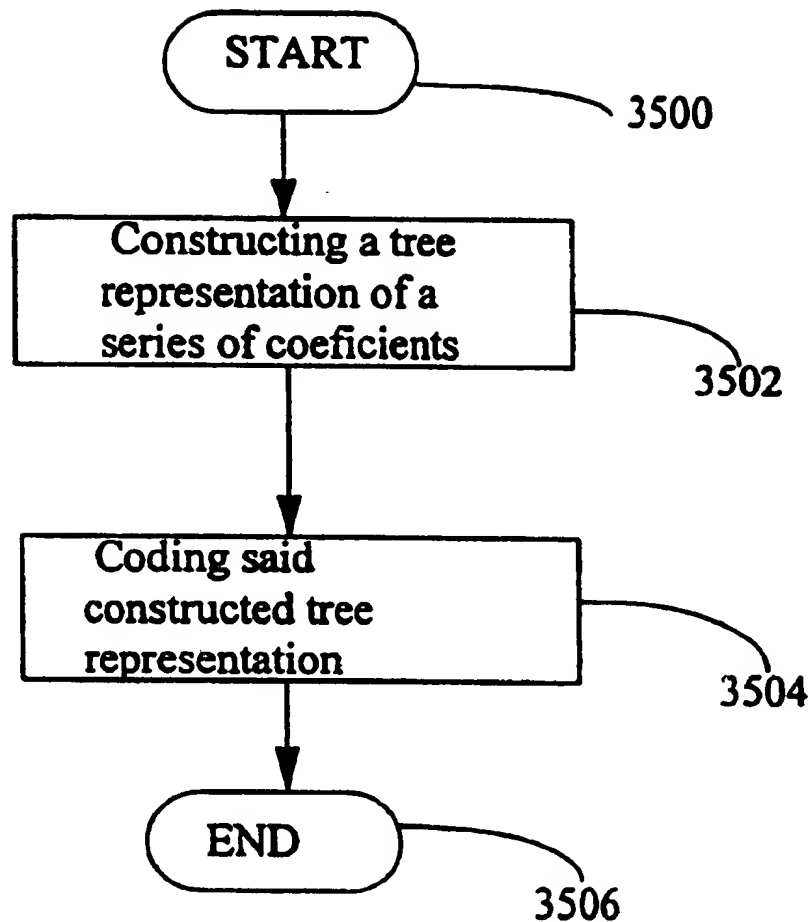 START
3500
Constructing a tree
representation of a
series of coeficients
3502
Coding said
constructed tree
representation
3504
END
3506